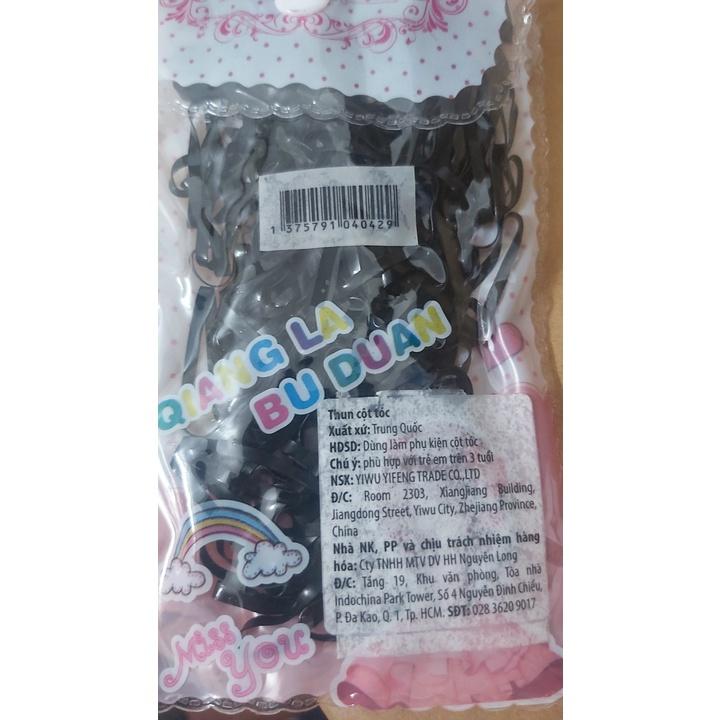 1 375791 040429
QIANG LA
BU DUAN
Thun cột tóc
Xuất xứ: Trung Quốc
HDSD: Dùng làm phụ kiện cột tóc
Chú ý: phù hợp với trẻ em trên 3 tuổi
NSX: YIWU YIFENG TRADE CO.,LTD
Đ/C: Room 2303, Xiangjiang Building,
Jiangdong Street, Yiwu City, Zhejiang Province,
China
Nhà NK, PP và chịu trách nhiệm hàng
hóa: Cty TNHH MTV DV HH Nguyên Long
Đ/C: Tầng 19, Khu văn phòng, Tòa nhà
Indochina Park Tower, Số 4 Nguyễn Đình Chiểu,
P. Đa Kao, Q. 1, Tp. HCM. SĐT: 028 3620 9017
Miss
You